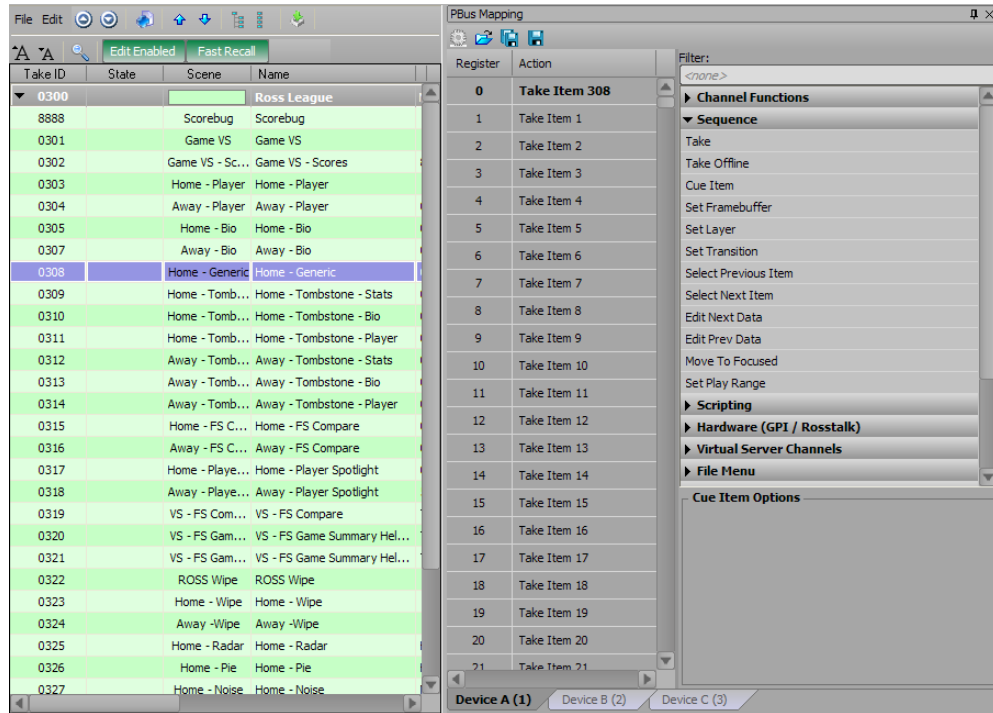 File Edit
Edit Enabled Fast Recall
Take ID State Scene Name
0300 Ross League
8888 Scorebug Scorebug
0301 Game VS Game VS
0302 Game VS - Sc... Game VS - Scores
0303 Home - Player Home - Player
0304 Away - Player Away - Player
0305 Home - Bio Home - Bio
0307 Away - Bio Away - Bio
0308 Home - Generic Home - Generic
0309 Home - Tomb... Home - Tombstone - Stats
0310 Home - Tomb... Home - Tombstone - Bio
0311 Home - Tomb... Home - Tombstone - Player
0312 Away - Tomb... Away - Tombstone - Stats
0313 Away - Tomb... Away - Tombstone - Bio
0314 Away - Tomb... Away - Tombstone - Player
0315 Home - FS C... Home - FS Compare
0316 Away - FS C... Away - FS Compare
0317 Home - Playe... Home - Player Spotlight
0318 Away - Playe... Away - Player Spotlight
0319 VS - FS Com... VS - FS Compare
0320 VS - FS Gam... VS - FS Game Summary Hel...
0321 VS - FS Gam... VS - FS Game Summary Hel...
0322 ROSS Wipe ROSS Wipe
0323 Home - Wipe Home - Wipe
0324 Away -Wipe Away -Wipe
0325 Home - Radar Home - Radar
0326 Home - Pie Home - Pie
0327 Home - Noise Home - Noise
PBus Mapping
Register Action
0 Take Item 308
1 Take Item 1
2 Take Item 2
3 Take Item 3
4 Take Item 4
5 Take Item 5
6 Take Item 6
7 Take Item 7
8 Take Item 8
9 Take Item 9
10 Take Item 10
11 Take Item 11
12 Take Item 12
13 Take Item 13
14 Take Item 14
15 Take Item 15
16 Take Item 16
17 Take Item 17
18 Take Item 18
19 Take Item 19
20 Take Item 20
21 Take Item 21
Filter:
<none>
Channel Functions
Sequence
Take
Take Offline
Cue Item
Set Framebuffer
Set Layer
Set Transition
Select Previous Item
Select Next Item
Edit Next Data
Edit Prev Data
Move To Focused
Set Play Range
Scripting
Hardware (GPI / Rosstalk)
Virtual Server Channels
File Menu
Cue Item Options
Device A (1) Device B (2) Device C (3)